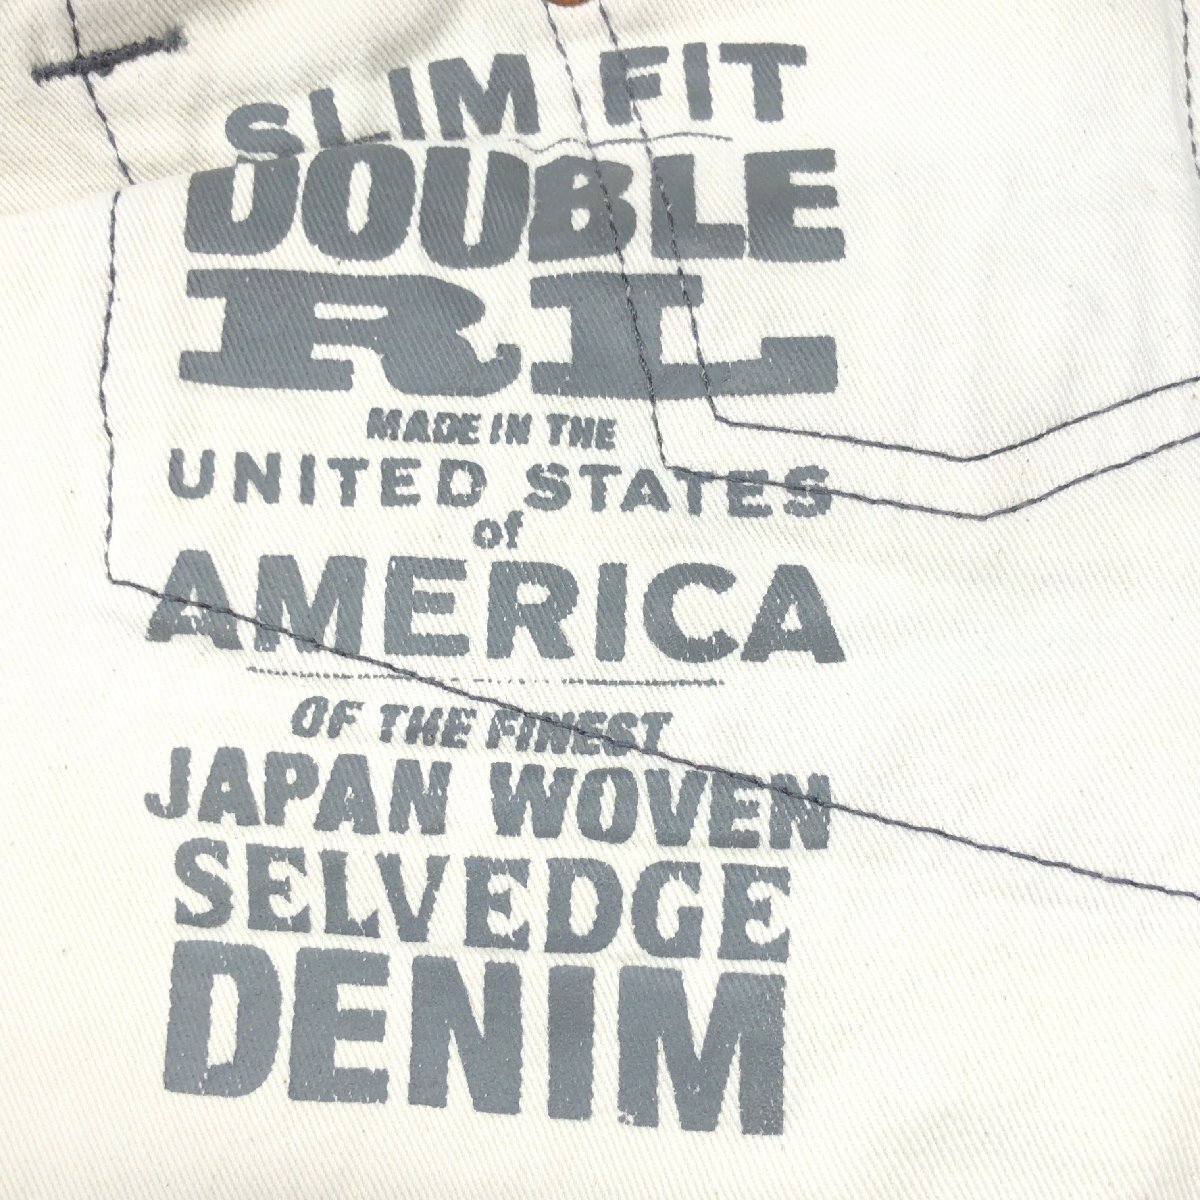 SLIM FIT
DOUBLE
RL
MADE IN THE
UNITED STATES
of
AMERICA
OF THE FINEST
JAPAN WOVEN
SELVEDGE
DENIM